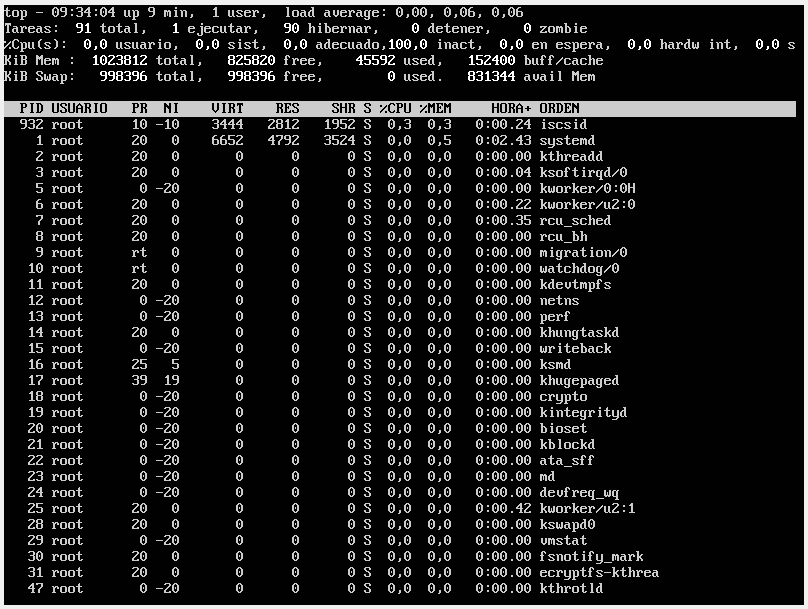 top - 09:34:04 up 9 min,  1 user,  load average: 0,00, 0,06, 0,06
Tareas:  91 total,   1 ejecutar,  90 hibernar,   0 detener,   0 zombie
%Cpu(s):  0,0 usuario,  0,0 sist,  0,0 adecuado,100,0 inact,  0,0 en espera,  0,0 hardw int,  0,0 s
KiB Mem :  1023812 total,   825820 free,    45592 used,   152400 buff/cache
KiB Swap:   998396 total,   998396 free,        0 used.   831344 avail Mem
PID USUARIO   PR  NI    VIRT    RES    SHR S %CPU %MEM     HORA+ ORDEN
932 root      10 -10    3444   2812   1952 S  0,3  0,3   0:00.24 iscsid
1 root      20   0    6652   4792   3524 S  0,0  0,5   0:02.43 systemd
2 root      20   0       0      0      0 S  0,0  0,0   0:00.00 kthreadd
3 root      20   0       0      0      0 S  0,0  0,0   0:00.04 ksoftirqd/0
5 root       0 -20       0      0      0 S  0,0  0,0   0:00.00 kworker/0:0H
6 root      20   0       0      0      0 S  0,0  0,0   0:00.22 kworker/u2:0
7 root      20   0       0      0      0 S  0,0  0,0   0:00.35 rcu_sched
8 root      20   0       0      0      0 S  0,0  0,0   0:00.00 rcu_bh
9 root      rt   0       0      0      0 S  0,0  0,0   0:00.00 migration/0
10 root      rt   0       0      0      0 S  0,0  0,0   0:00.00 watchdog/0
11 root      20   0       0      0      0 S  0,0  0,0   0:00.00 kdevtmpfs
12 root       0 -20       0      0      0 S  0,0  0,0   0:00.00 netns
13 root       0 -20       0      0      0 S  0,0  0,0   0:00.00 perf
14 root      20   0       0      0      0 S  0,0  0,0   0:00.00 khungtaskd
15 root       0 -20       0      0      0 S  0,0  0,0   0:00.00 writeback
16 root      25   5       0      0      0 S  0,0  0,0   0:00.00 ksmd
17 root      39  19       0      0      0 S  0,0  0,0   0:00.00 khugepaged
18 root       0 -20       0      0      0 S  0,0  0,0   0:00.00 crypto
19 root       0 -20       0      0      0 S  0,0  0,0   0:00.00 kintegrityd
20 root       0 -20       0      0      0 S  0,0  0,0   0:00.00 bioset
21 root       0 -20       0      0      0 S  0,0  0,0   0:00.00 kblockd
22 root       0 -20       0      0      0 S  0,0  0,0   0:00.00 ata_sff
23 root       0 -20       0      0      0 S  0,0  0,0   0:00.00 md
24 root       0 -20       0      0      0 S  0,0  0,0   0:00.00 devfreq_wq
25 root      20   0       0      0      0 S  0,0  0,0   0:00.42 kworker/u2:1
28 root      20   0       0      0      0 S  0,0  0,0   0:00.00 kswapd0
29 root       0 -20       0      0      0 S  0,0  0,0   0:00.00 vmstat
30 root      20   0       0      0      0 S  0,0  0,0   0:00.00 fsnotify_mark
31 root      20   0       0      0      0 S  0,0  0,0   0:00.00 ecryptfs-kthrea
47 root       0 -20       0      0      0 S  0,0  0,0   0:00.00 kthrotld